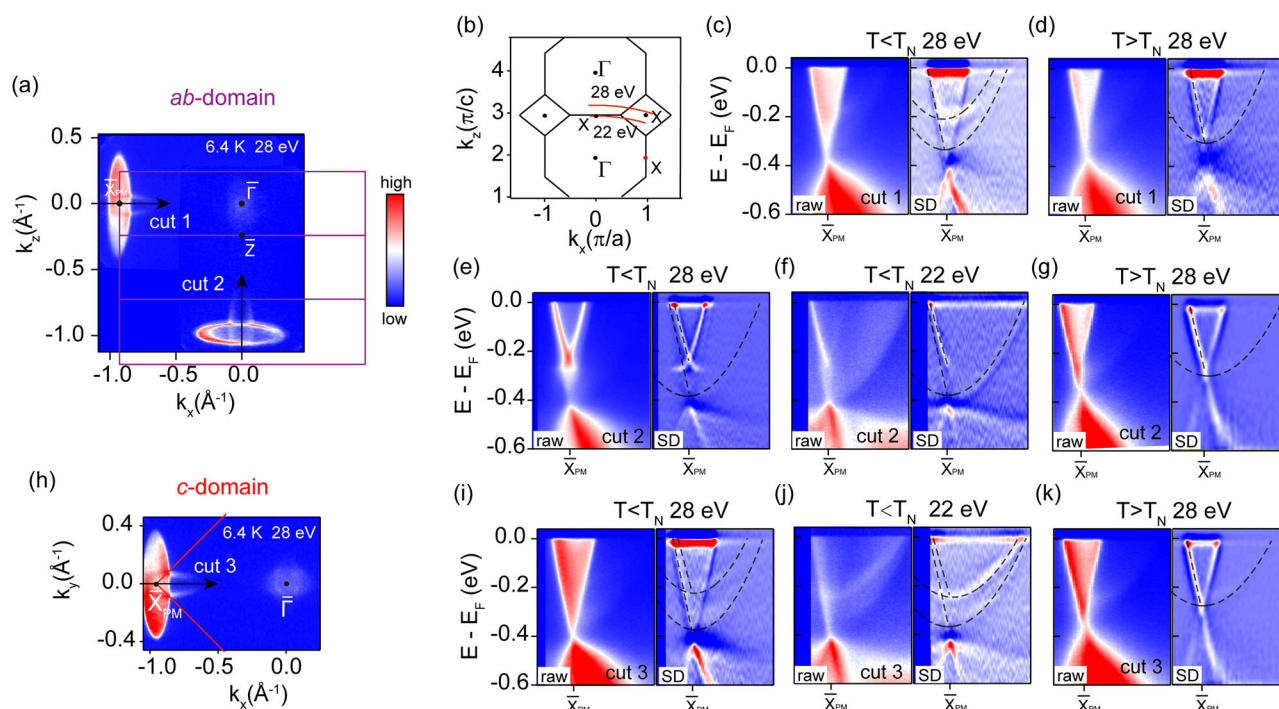 (a)
ab-domain
6.4 K 28 eV
X̅PM
Γ̅
cut 1
Z̅
cut 2
0.5
0.0
-0.5
-1.0
kz(Å-1)
-1.0
-0.5
0.0
kx(Å-1)
high
low
(b)
4
3
2
1
kz(π/c)
Γ
28 eV
X
X
22 eV
Γ
X
-1
0
1
kx(π/a)
(c)
T<TN 28 eV
0.0
-0.2
-0.4
-0.6
E - EF (eV)
raw
cut 1
SD
X̅PM
X̅PM
(d)
T>TN 28 eV
raw
cut 1
SD
X̅PM
X̅PM
(e)
T<TN 28 eV
0.0
-0.2
-0.4
-0.6
E - EF (eV)
raw
cut 2
SD
X̅PM
X̅PM
(f)
T<TN 22 eV
raw
cut 2
SD
X̅PM
X̅PM
(g)
T>TN 28 eV
raw
cut 2
SD
X̅PM
X̅PM
(h)
c-domain
6.4 K 28 eV
cut 3
X̅PM
Γ̅
0.4
0.0
-0.4
ky(Å-1)
-1.0
-0.5
0.0
kx(Å-1)
(i)
T<TN 28 eV
0.0
-0.2
-0.4
-0.6
E - EF (eV)
raw
cut 3
SD
X̅PM
X̅PM
(j)
T<TN 22 eV
raw
cut 3
SD
X̅PM
X̅PM
(k)
T>TN 28 eV
raw
cut 3
SD
X̅PM
X̅PM